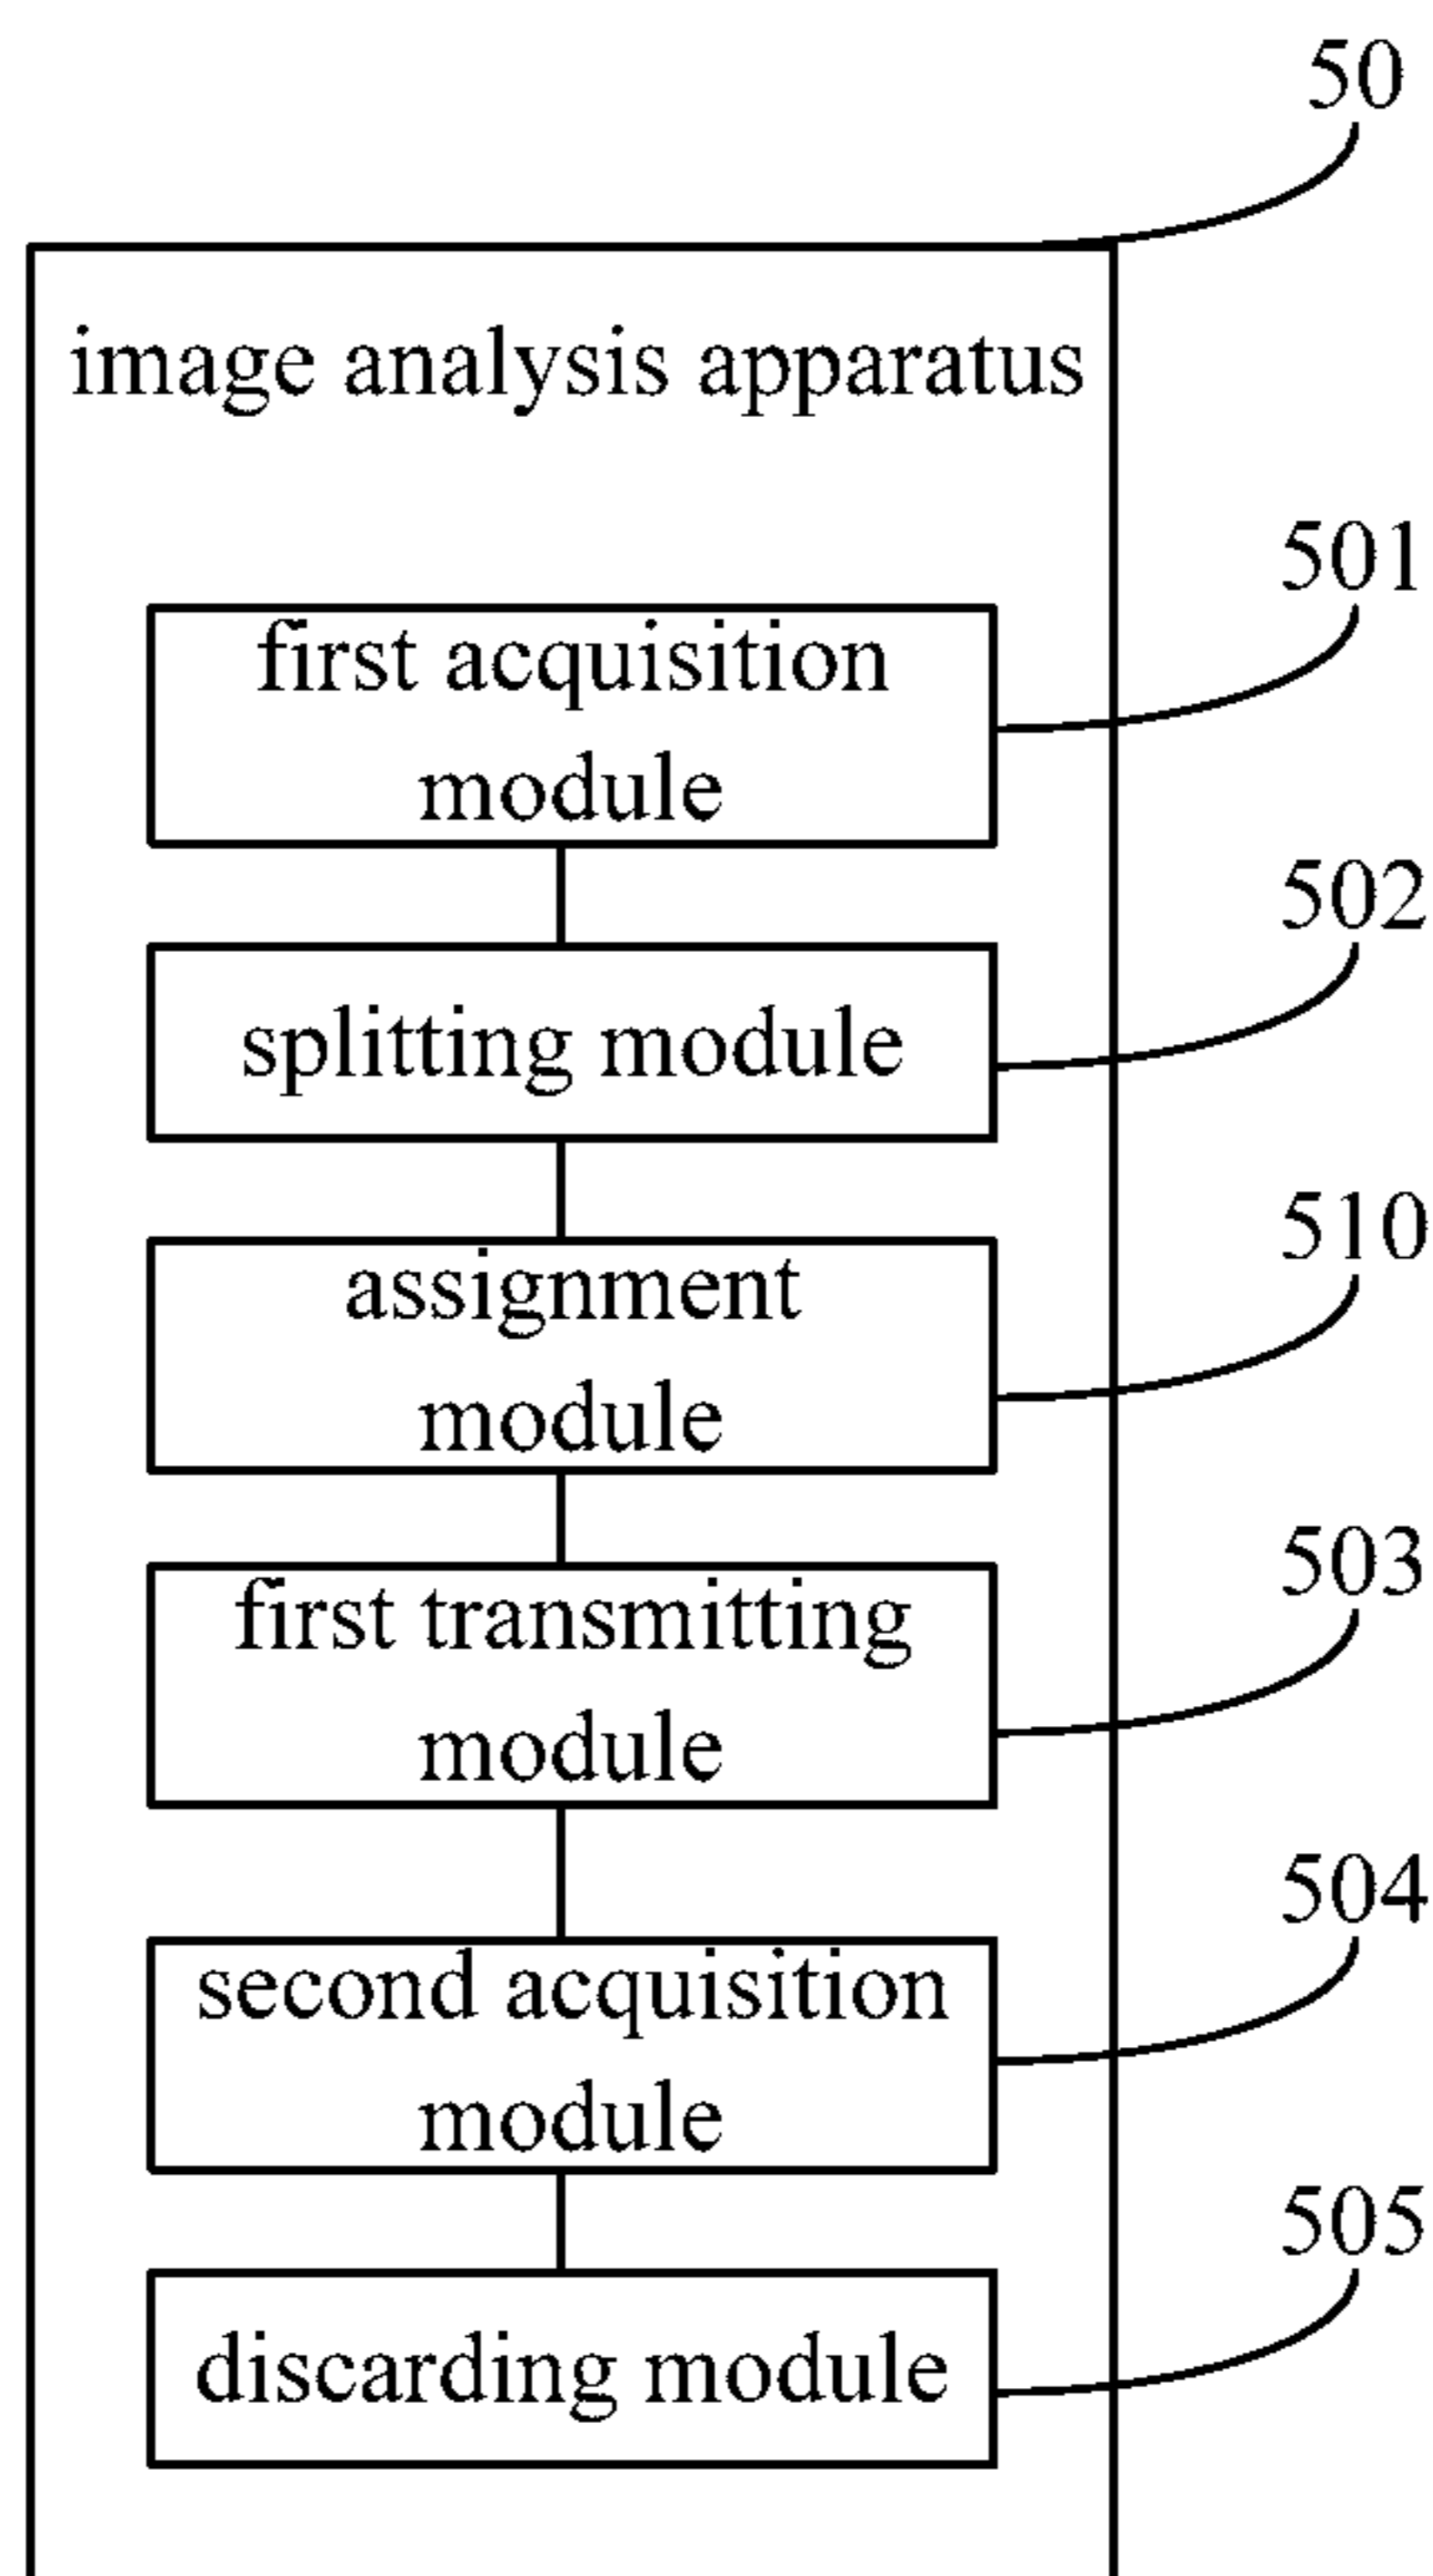 50
image analysis apparatus
501
first acquisition
module
502
splitting module
510
assignment
module
503
first transmitting
module
504
second acquisition
module
505
discarding module